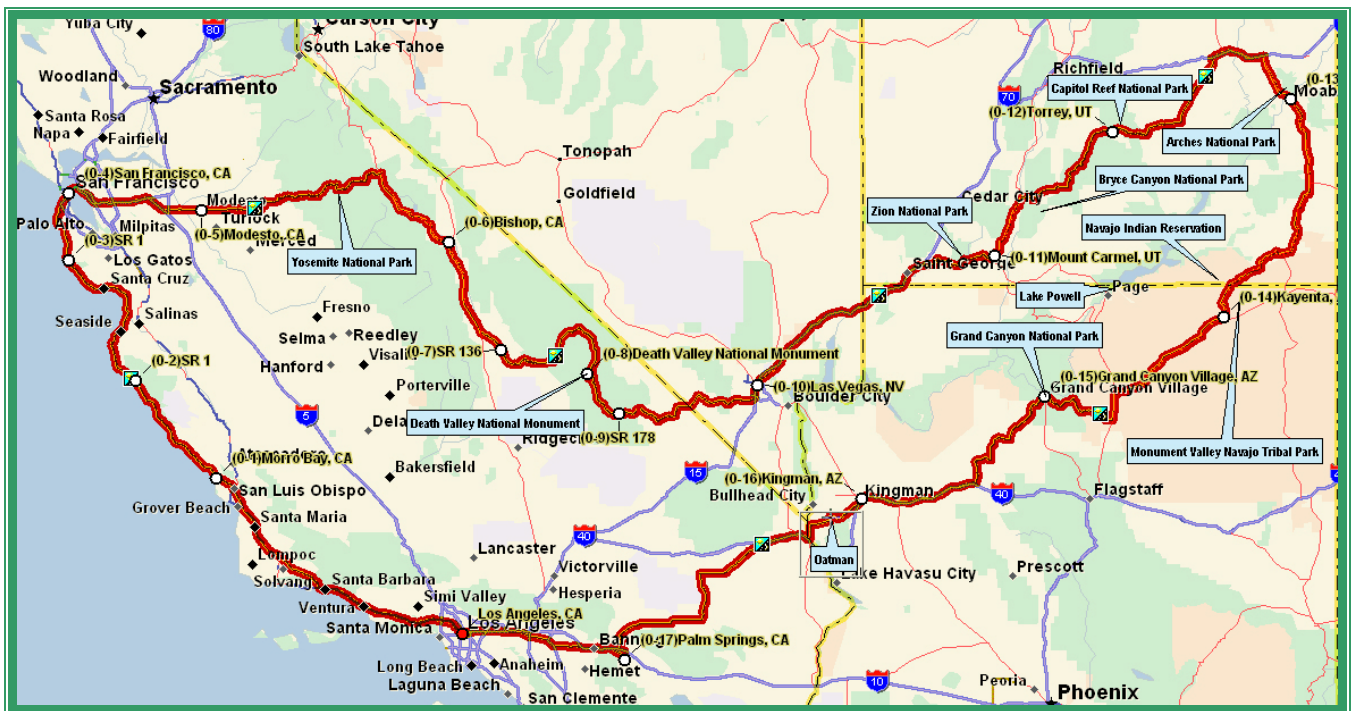 Yuba City
80
Carson City
South Lake Tahoe
Woodland
Sacramento
Santa Rosa
Napa
Fairfield
Richfield
70
Capitol Reef National Park
(0-13
Moab
(0-12)Torrey, UT
Arches National Park
Tonopah
(0-4)San Francisco, CA
San Francisco
Goldfield
Bryce Canyon National Park
Cedar City
Modesto
Turlock
Palo Alto
Milpitas
(0-5)Modesto, CA
(0-6)Bishop, CA
Zion National Park
Navajo Indian Reservation
(0-3)SR 1
Merced
Los Gatos
Yosemite National Park
Saint George
(0-11)Mount Carmel, UT
Santa Cruz
Lake Powell
Page
(0-14)Kayenta,
Fresno
Seaside
Salinas
Selma
Reedley
Grand Canyon National Park
(0-2)SR 1
Visalia
(0-7)SR 136
(0-8)Death Valley National Monument
Hanford
(0-15)Grand Canyon Village, AZ
Grand Canyon Village
Porterville
(0-10)Las Vegas, NV
Boulder City
5
Death Valley National Monument
(0-9)SR 178
Monument Valley Navajo Tribal Park
(0-1)Morro Bay, CA
Bakersfield
15
(0-16)Kingman, AZ
Kingman
San Luis Obispo
Bullhead City
40
Flagstaff
Grover Beach
Santa Maria
40
Oatman
Lompoc
Lancaster
Victorville
Lake Havasu City
Prescott
Solvang
Santa Barbara
Hesperia
Ventura
Simi Valley
Los Angeles, CA
Los Angeles
Santa Monica
(0-17)Palm Springs, CA
Long Beach
Anaheim
Hemet
10
Peoria
Phoenix
Laguna Beach
San Clemente